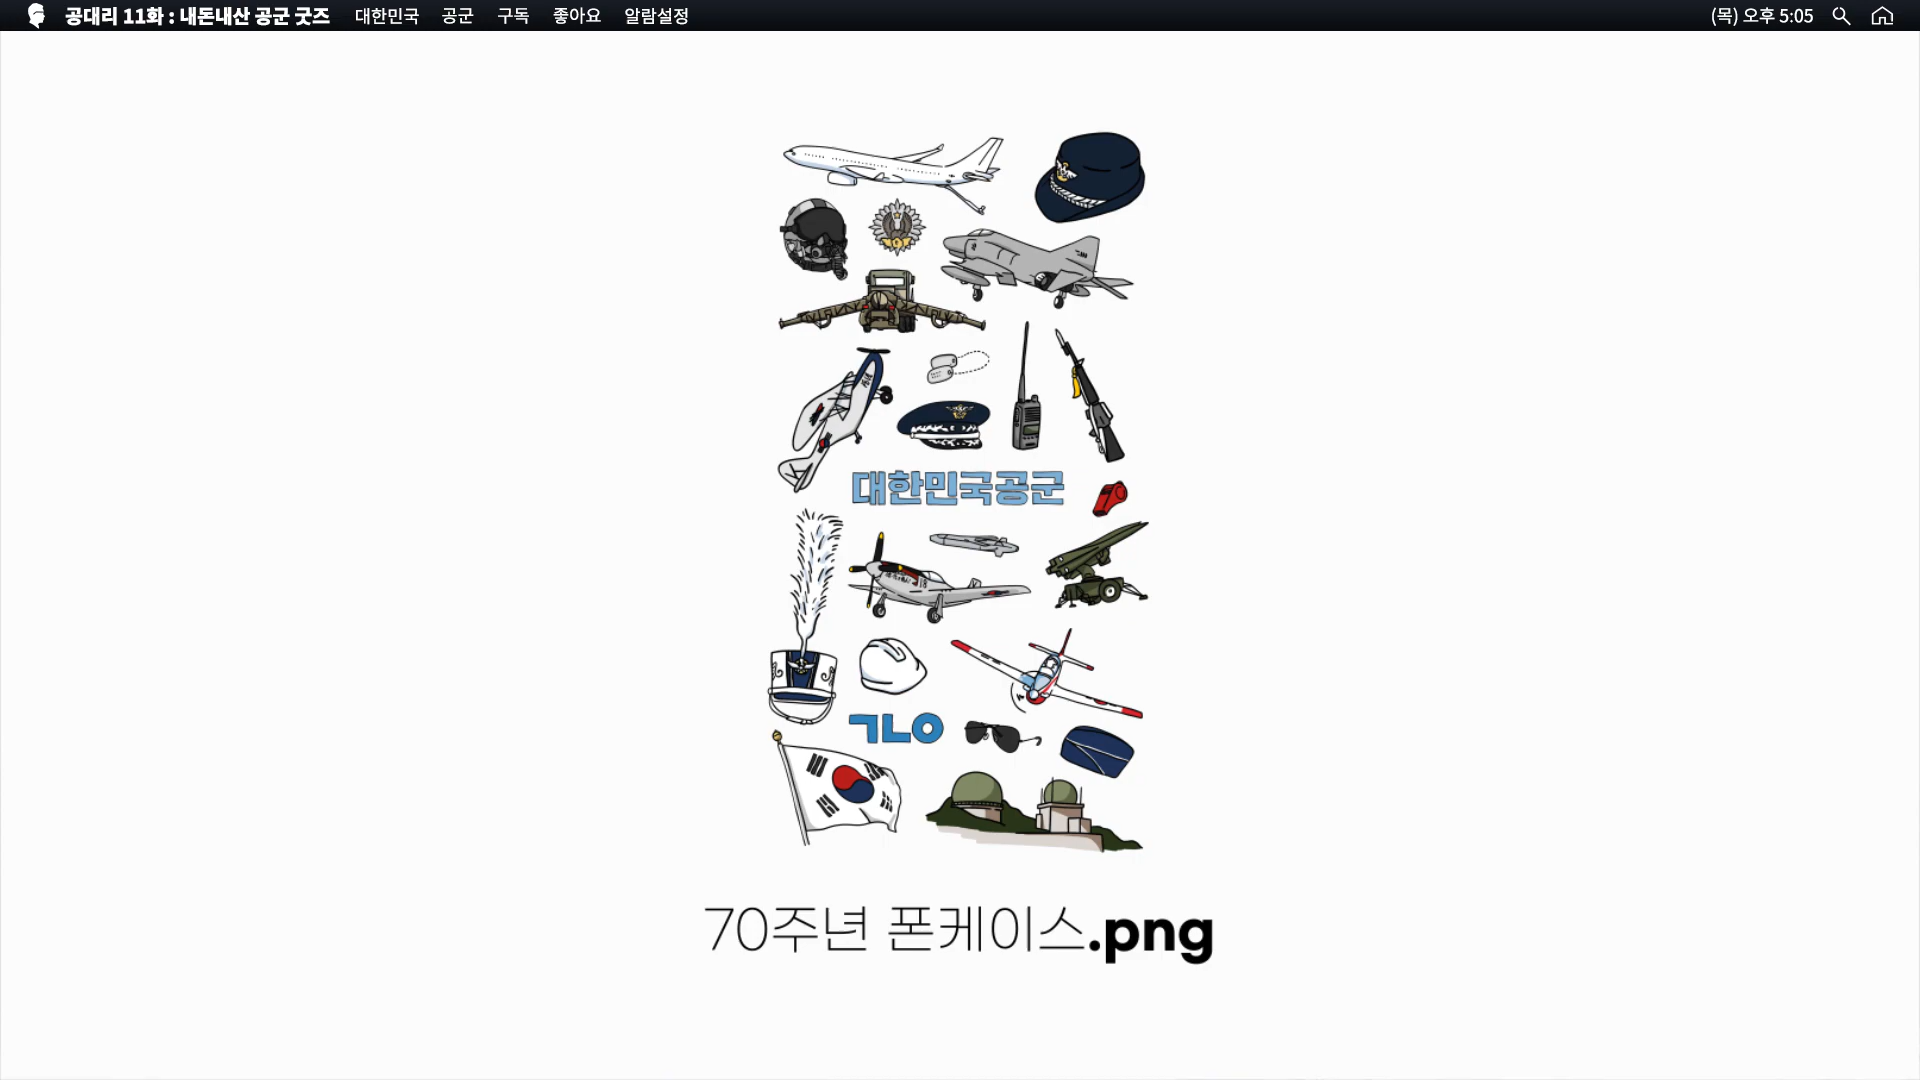 공대리 11화 : 내돈내산 공군 굿즈 대한민국 공군 구독 좋아요 알람설정 (목) 오후 5:05
대한민국공군
ㄱㄴㅇ
70주년 폰케이스.png